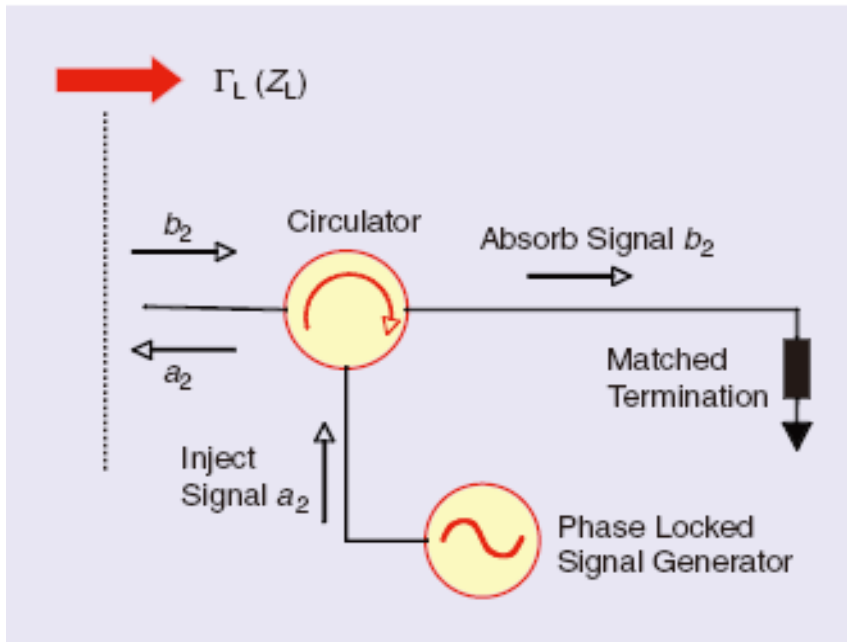 Γ_L (Z_L)
b_2
Circulator
Absorb Signal b_2
a_2
Matched
Termination
Inject
Signal a_2
Phase Locked
Signal Generator